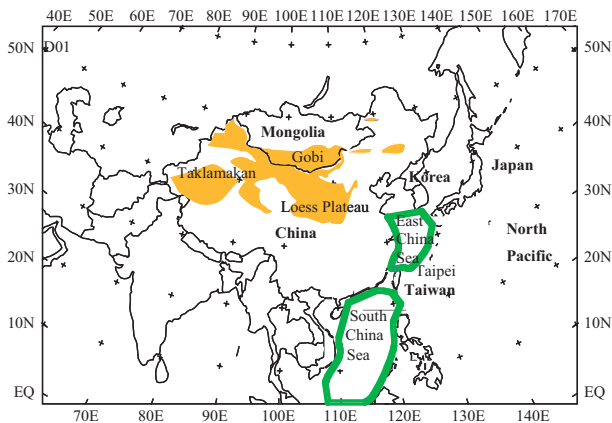 40E 50E 60E 70E 80E 90E 100E 110E 120E 130E 140E 150E 160E 170E
50N D01 50N
40N 40N
Mongolia
Gobi
Japan
Taklamakan
Korea
30N 30N
Loess Plateau
China
East
China
Sea
North
Pacific
20N 20N
Taipei
Taiwan
10N 10N
South
China
Sea
EQ EQ
70E 80E 90E 100E 110E 120E 130E 140E